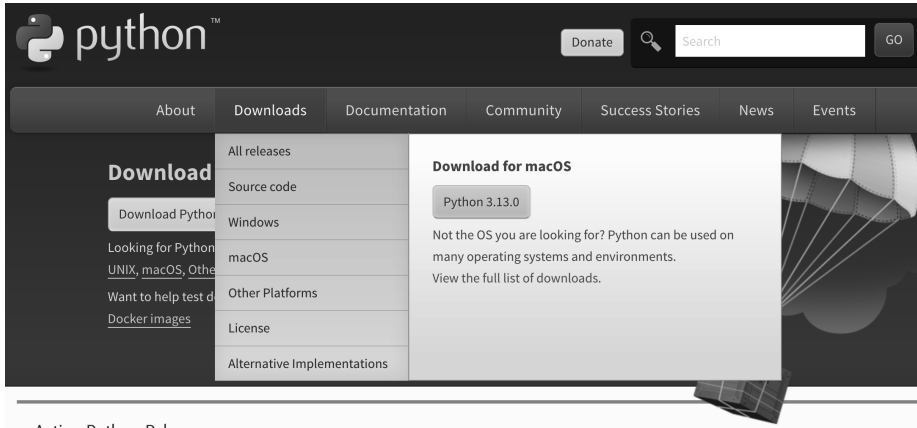 python™
Donate
Search
GO
About
Downloads
Documentation
Community
Success Stories
News
Events
All releases
Source code
Windows
macOS
Other Platforms
License
Alternative Implementations
Download for macOS
Python 3.13.0
Not the OS you are looking for? Python can be used on
many operating systems and environments.
View the full list of downloads.
Download
Download Python
Looking for Python
UNIX, macOS, Othe
Want to help test d
Docker images
Active Python